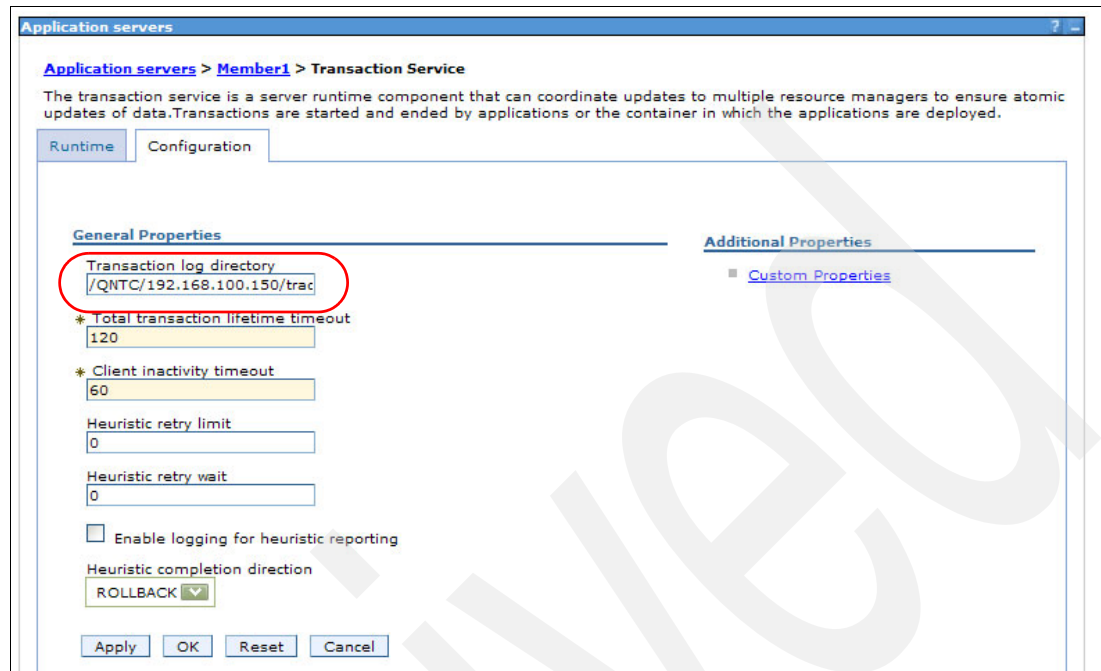 Application servers ? _
Application servers > Member1 > Transaction Service
The transaction service is a server runtime component that can coordinate updates to multiple resource managers to ensure atomic
updates of data.Transactions are started and ended by applications or the container in which the applications are deployed.
Runtime Configuration
General Properties
Additional Properties
Transaction log directory
/QNTC/192.168.100.150/trac
Custom Properties
* Total transaction lifetime timeout
120
* Client inactivity timeout
60
Heuristic retry limit
0
Heuristic retry wait
0
Enable logging for heuristic reporting
Heuristic completion direction
ROLLBACK
Apply OK Reset Cancel